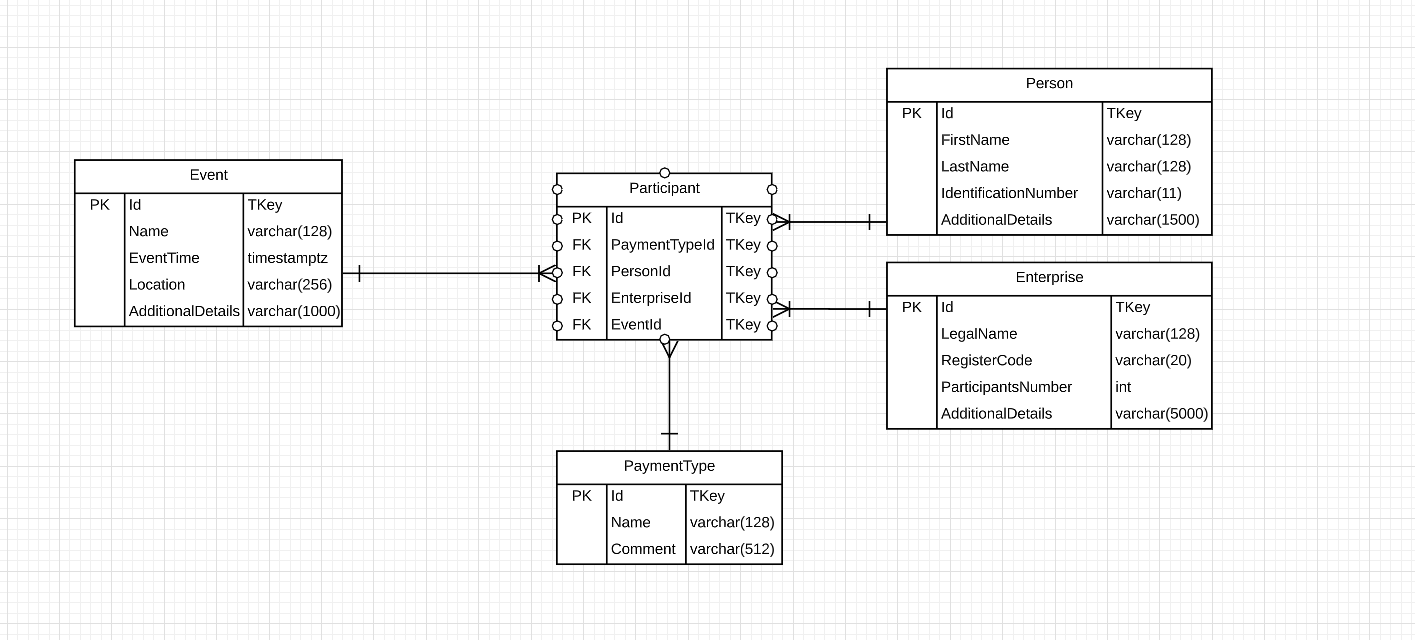 Event
PK Id TKey
Name varchar(128)
EventTime timestamptz
Location varchar(256)
AdditionalDetails varchar(1000)
Participant
PK Id TKey
FK PaymentTypeId TKey
FK PersonId TKey
FK EnterpriseId TKey
FK EventId TKey
Person
PK Id TKey
FirstName varchar(128)
LastName varchar(128)
IdentificationNumber varchar(11)
AdditionalDetails varchar(1500)
Enterprise
PK Id TKey
LegalName varchar(128)
RegisterCode varchar(20)
ParticipantsNumber int
AdditionalDetails varchar(5000)
PaymentType
PK Id TKey
Name varchar(128)
Comment varchar(512)